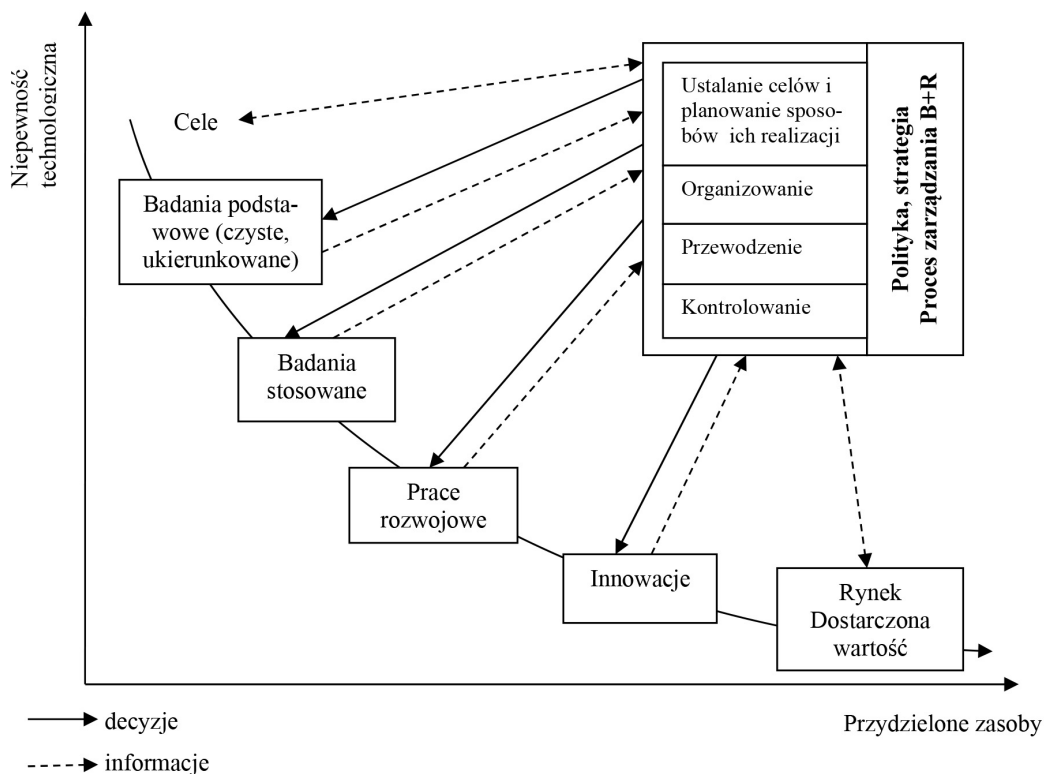 Niepewność
technologiczna
Cele
Badania podsta-
wowe (czyste,
ukierunkowane)
Badania
stosowane
Prace
rozwojowe
Innowacje
Rynek
Dostarczona
wartość
Ustalanie celów i
planowanie sposo-
bów ich realizacji
Organizowanie
Przewodzenie
Kontrolowanie
Polityka, strategia
Proces zarządzania B+R
Przydzielone zasoby
decyzje
informacje